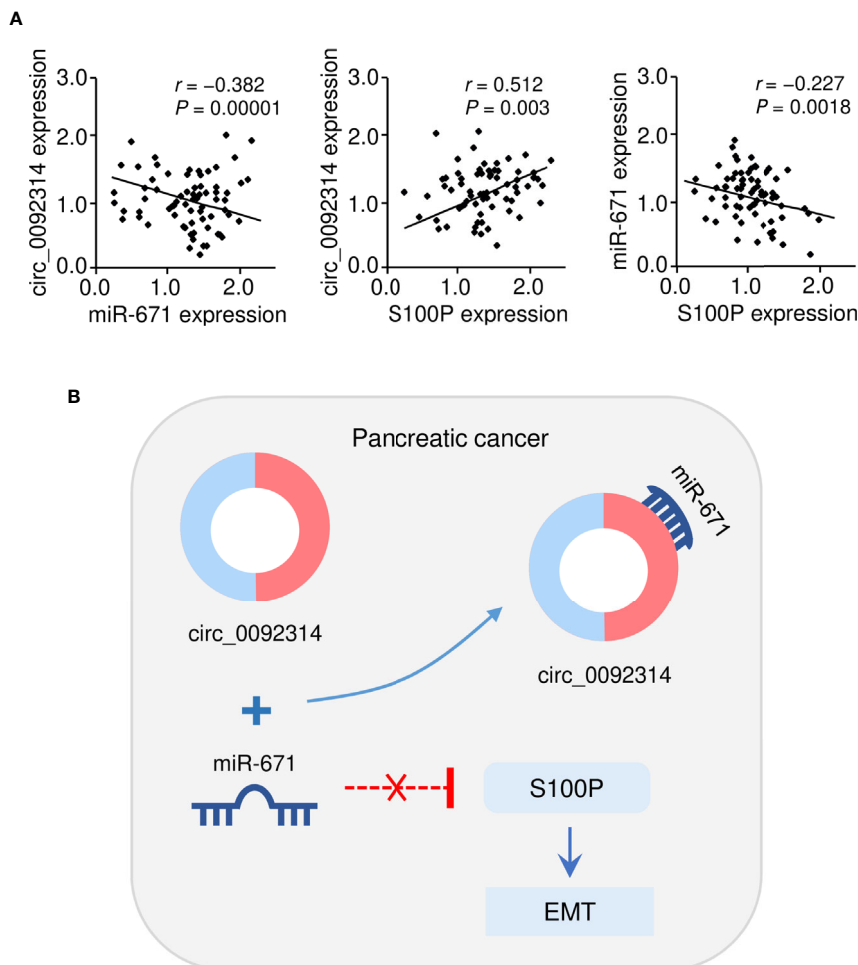 A
r = −0.382
P = 0.00001
circ_0092314 expression
3.0
2.0
1.0
0.0
0.0 1.0 2.0
miR-671 expression
r = 0.512
P = 0.003
circ_0092314 expression
3.0
2.0
1.0
0.0
0.0 1.0 2.0
S100P expression
r = −0.227
P = 0.0018
miR-671 expression
3.0
2.0
1.0
0.0
0.0 1.0 2.0
S100P expression
B
Pancreatic cancer
miR-671
circ_0092314
circ_0092314
+
miR-671
S100P
EMT